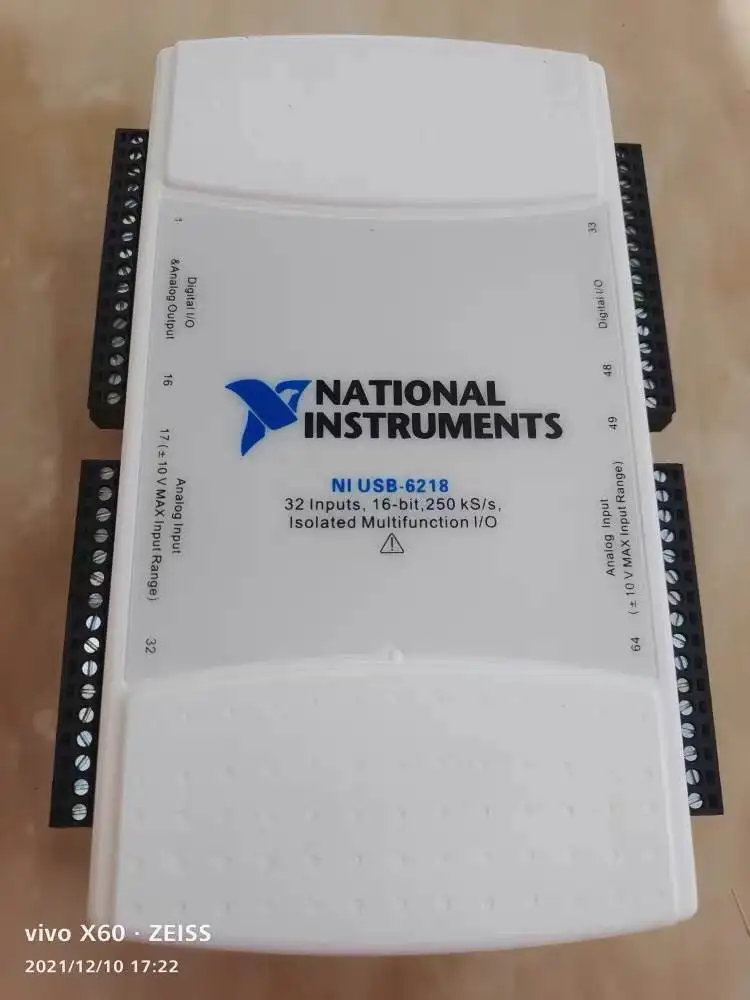 1
Digital I/O
&Analog Output
16
17 (±10 V MAX Input Range)
Analog Input
32
33
Digital I/O
48
49
Analog Input
(±10 V MAX Input Range)
64
NATIONAL
INSTRUMENTS
NI USB-6218
32 Inputs, 16-bit,250 kS/s,
Isolated Multifunction I/O
vivo X60 · ZEISS
2021/12/10 17:22